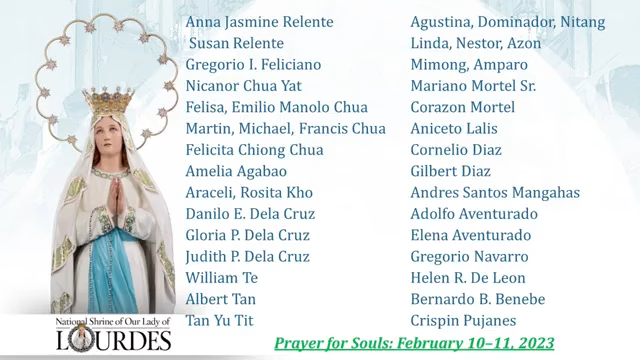 Anna Jasmine Relente
Susan Relente
Gregorio I. Feliciano
Nicanor Chua Yat
Felisa, Emilio Manolo Chua
Martin, Michael, Francis Chua
Felicita Chiong Chua
Amelia Agabao
Araceli, Rosita Kho
Danilo E. Dela Cruz
Gloria P. Dela Cruz
Judith P. Dela Cruz
William Te
Albert Tan
Tan Yu Tit
Agustina, Dominador, Nitang
Linda, Nestor, Azon
Mimong, Amparo
Mariano Mortel Sr.
Corazon Mortel
Aniceto Lalis
Cornelio Diaz
Gilbert Diaz
Andres Santos Mangahas
Adolfo Aventurado
Elena Aventurado
Gregorio Navarro
Helen R. De Leon
Bernardo B. Benebe
Crispin Pujanes
National Shrine of Our Lady of
LOURDES
Prayer for Souls: February 10–11, 2023